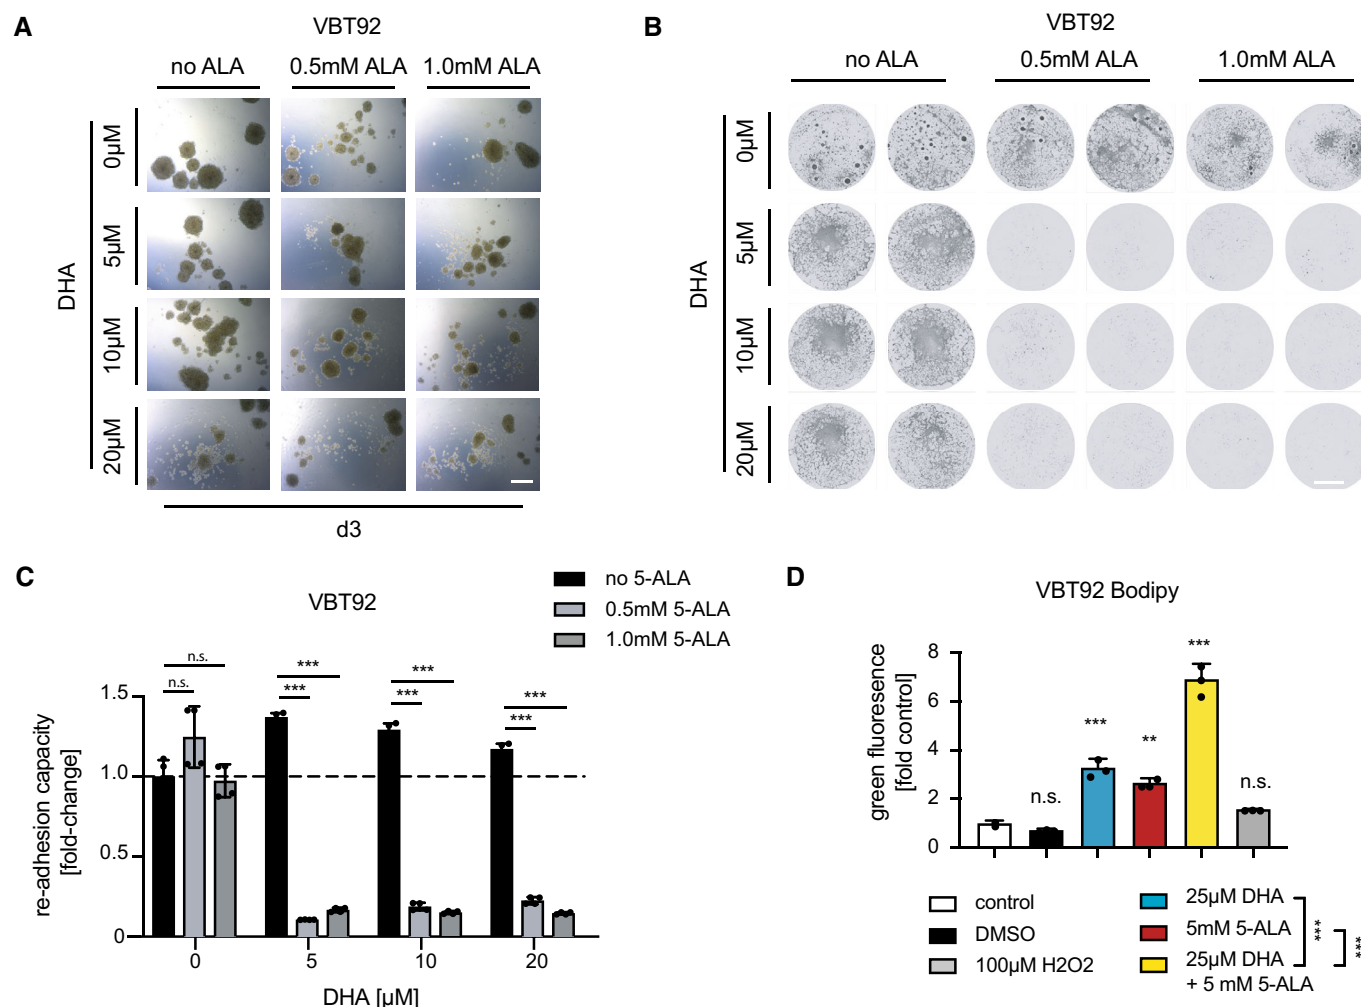 A
VBT92
no ALA
0.5mM ALA
1.0mM ALA
DHA
0µM
5µM
10µM
20µM
d3
B
VBT92
no ALA
0.5mM ALA
1.0mM ALA
DHA
0µM
5µM
10µM
20µM
C
VBT92
no 5-ALA
0.5mM 5-ALA
1.0mM 5-ALA
re-adhesion capacity
[fold-change]
1.5
1.0
0.5
0
n.s.
n.s.
***
***
***
***
***
***
0
5
10
20
DHA [µM]
D
VBT92 Bodipy
green fluoresence
[fold control]
8
6
4
2
0
n.s.
***
**
***
n.s.
control
DMSO
100µM H2O2
25µM DHA
5mM 5-ALA
25µM DHA
+ 5 mM 5-ALA
***
***